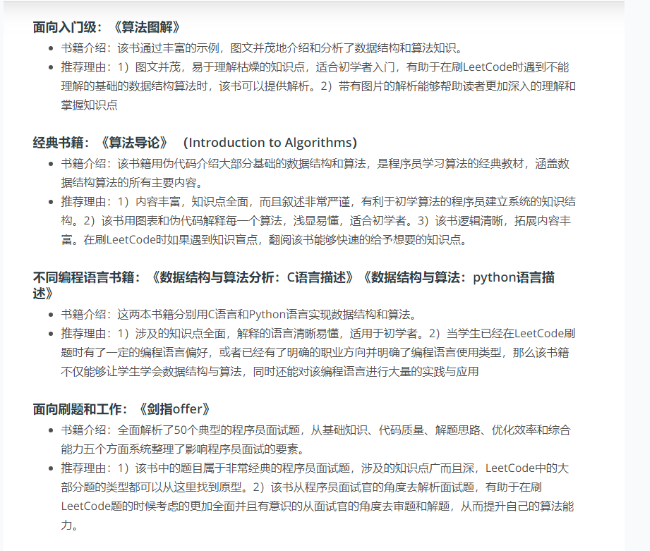 面向入门级：《算法图解》
书籍介绍：该书通过丰富的示例，图文并茂地介绍和分析了数据结构和算法知识。
推荐理由：1）图文并茂，易于理解枯燥的知识点，适合初学者入门，有助于在刷LeetCode时遇到不能
理解的基础的数据结构算法时，该书可以提供解析。2）带有图片的解析能够帮助读者更加深入的理解和
掌握知识点
经典书籍：《算法导论》 （Introduction to Algorithms）
书籍介绍：该书籍用伪代码介绍大部分基础的数据结构和算法，是程序员学习算法的经典教材，涵盖数
据结构算法的所有主要内容。
推荐理由：1）内容丰富，知识点全面，而且叙述非常严谨，有利于初学算法的程序员建立系统的知识结
构。2）该书用图表和伪代码解释每一个算法，浅显易懂，适合初学者。3）该书逻辑清晰，拓展内容丰
富。在刷LeetCode时如果遇到知识盲点，翻阅该书能够快速的给予想要的知识点。
不同编程语言书籍：《数据结构与算法分析：C语言描述》《数据结构与算法：python语言描
述》
书籍介绍：这两本书籍分别用C语言和Python语言实现数据结构和算法。
推荐理由：1）涉及的知识点全面，解释的语言清晰易懂，适用于初学者。2）当学生已经在LeetCode刷
题时有了一定的编程语言偏好，或者已经有了明确的职业方向并明确了编程语言使用类型，那么该书籍
不仅能够让学生学会数据结构与算法，同时还能对该编程语言进行大量的实践与应用
面向刷题和工作：《剑指offer》
书籍介绍：全面解析了50个典型的程序员面试题，从基础知识、代码质量、解题思路、优化效率和综合
能力五个方面系统整理了影响程序员面试的要素。
推荐理由：1）该书中的题目属于非常经典的程序员面试题，涉及的知识点广而且深，LeetCode中的大
部分题的类型都可以从这里找到原型。2）该书从程序员面试官的角度去解析面试题，有助于在刷
LeetCode题的时候考虑的更加全面并且有意识的从面试官的角度去审题和解题，从而提升自己的算法能
力。